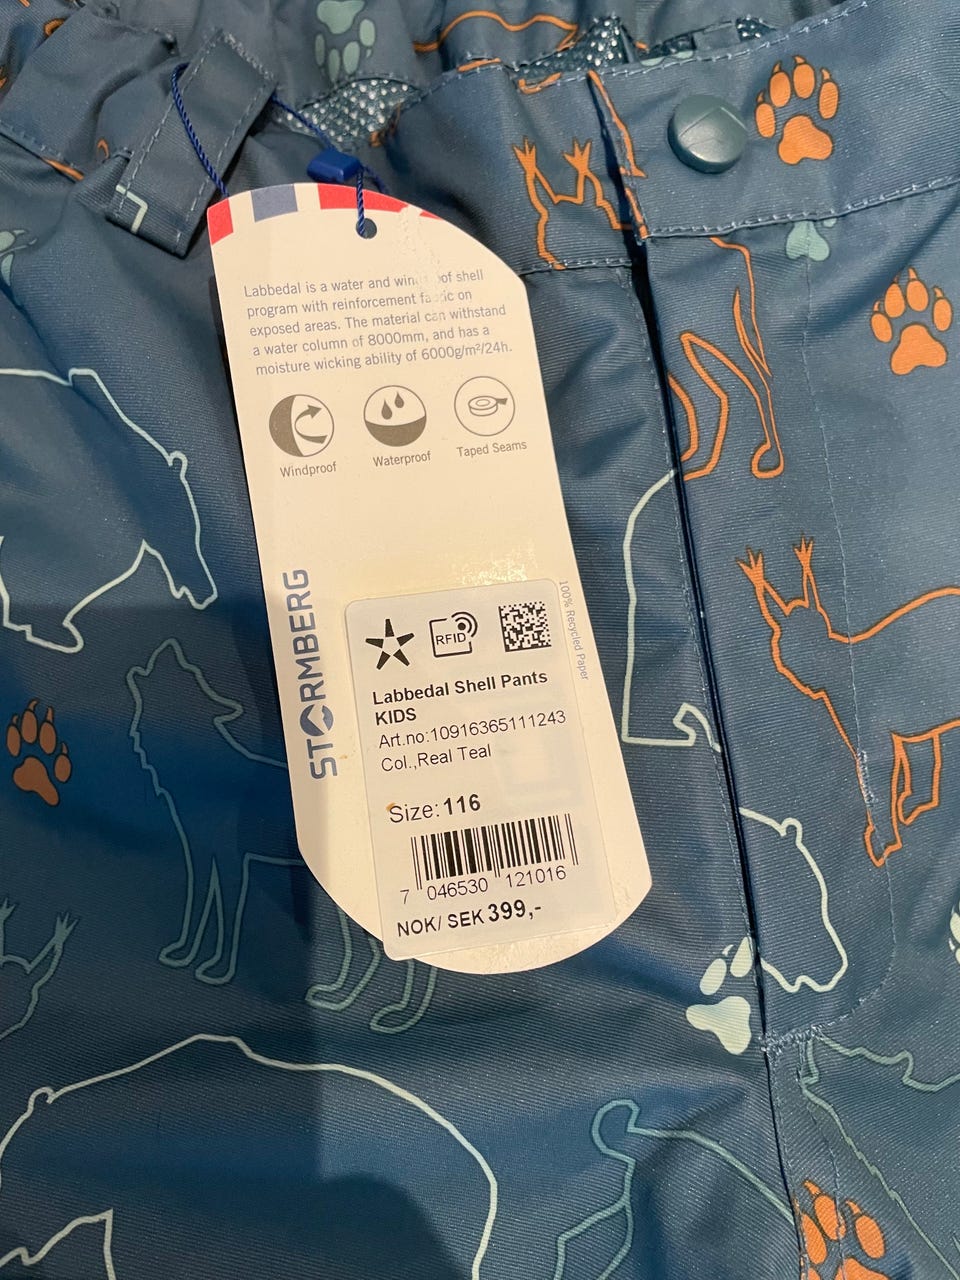 Labbedal is a water and wind of shell
program with reinforcement fabric on
exposed areas. The material can withstand
a water column of 8000mm, and has a
moisture wicking ability of 6000g/m²/24h.
Windproof
Waterproof
Taped Seams
STORMBERG
100% Recycled Paper
RFID
Labbedal Shell Pants
KIDS
Art.no:10916365111243
Col.,Real Teal
Size: 116
7 046530 121016
NOK/ SEK 399,-